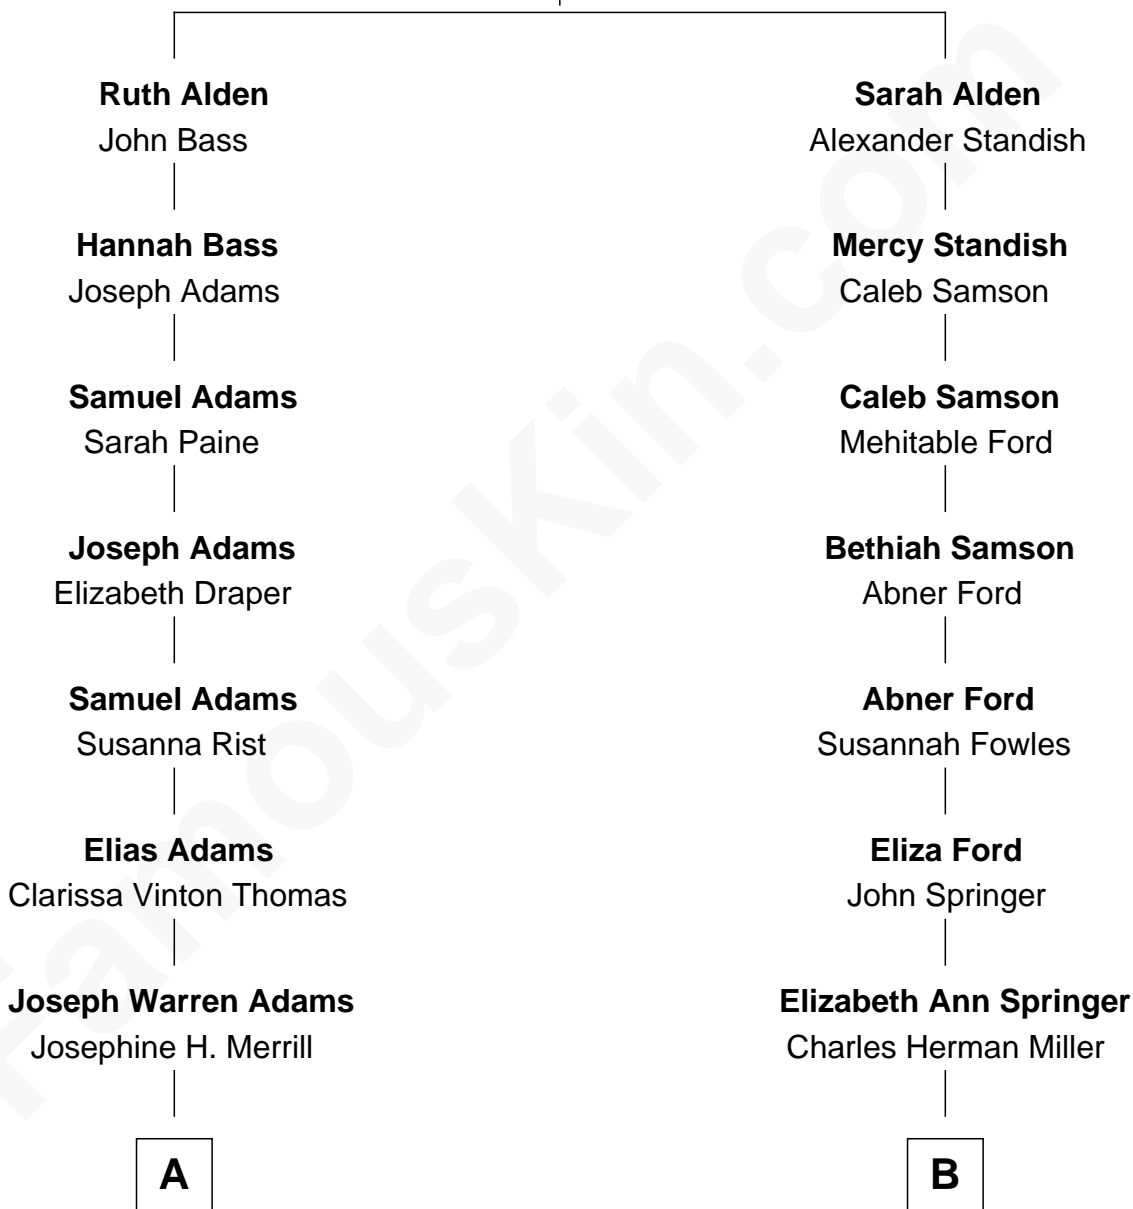 Ruth Alden
John Bass
Sarah Alden
Alexander Standish
Hannah Bass
Joseph Adams
Mercy Standish
Caleb Samson
Samuel Adams
Sarah Paine
Caleb Samson
Mehitable Ford
Joseph Adams
Elizabeth Draper
Bethiah Samson
Abner Ford
Samuel Adams
Susanna Rist
Abner Ford
Susannah Fowles
Elias Adams
Clarissa Vinton Thomas
Eliza Ford
John Springer
Joseph Warren Adams
Josephine H. Merrill
Elizabeth Ann Springer
Charles Herman Miller
A
B
FamousKin.com